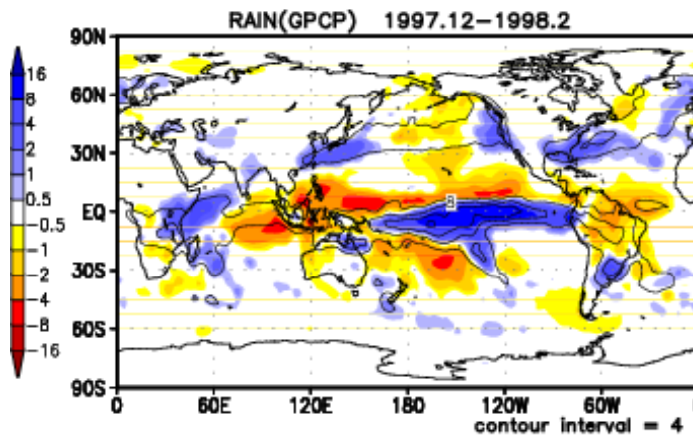 RAIN(GPCP) 1997.12−1998.2
90N
60N
30N
EQ
30S
60S
90S
16
8
4
2
1
0.5
−0.5
−1
−2
−4
−8
−16
8
0 60E 120E 180 120W 60W
contour interval = 4